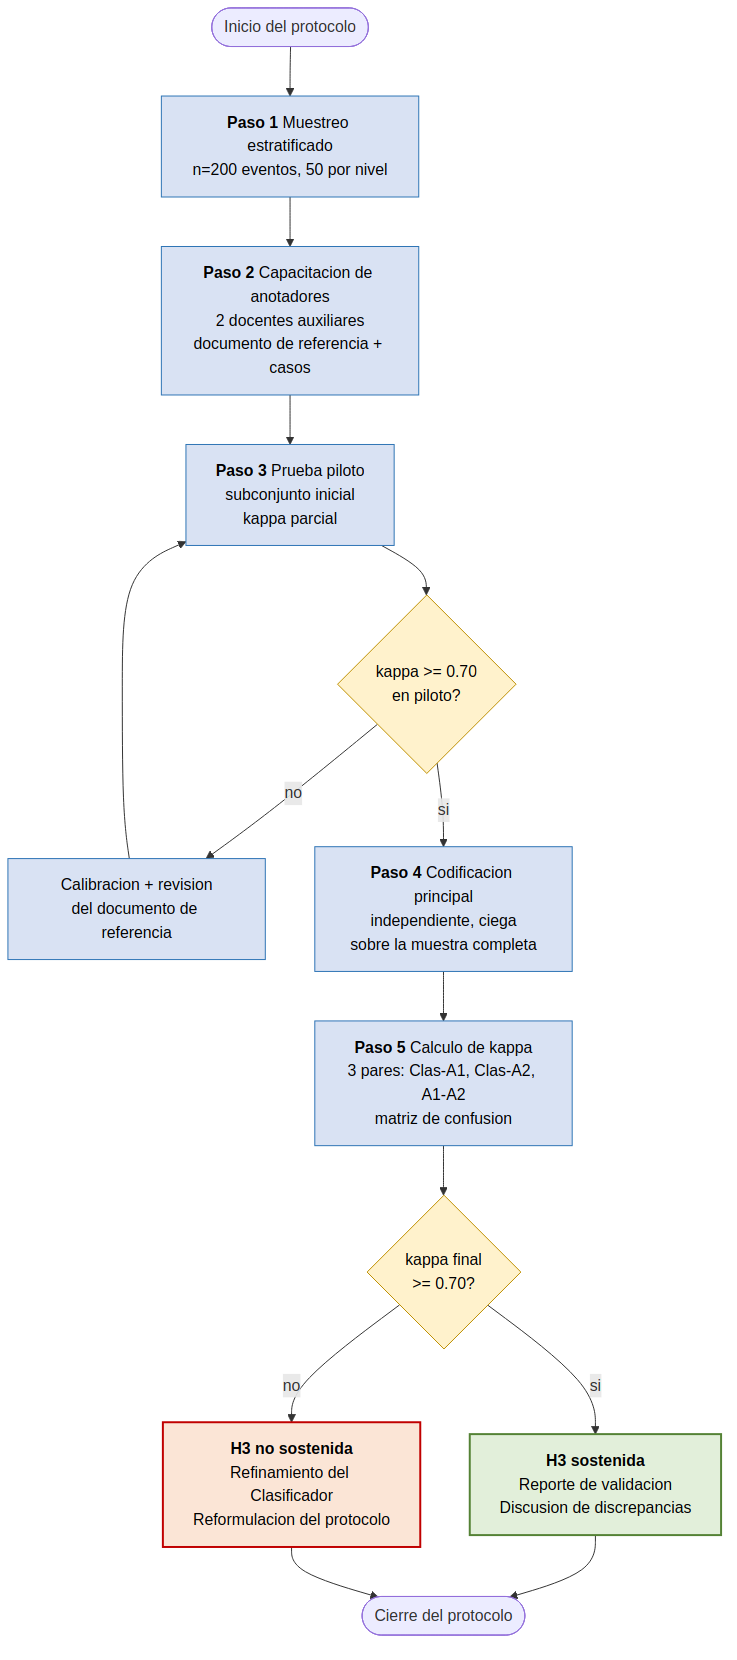 Inicio del protocolo
Paso 1 Muestreo
estratificado
n=200 eventos, 50 por nivel
Paso 2 Capacitacion de
anotadores
2 docentes auxiliares
documento de referencia +
casos
Paso 3 Prueba piloto
subconjunto inicial
kappa parcial
kappa >= 0.70
en piloto?
no
si
Calibracion + revision
del documento de
referencia
Paso 4 Codificacion
principal
independiente, ciega
sobre la muestra completa
Paso 5 Calculo de kappa
3 pares: Clas-A1, Clas-A2,
A1-A2
matriz de confusion
kappa final
>= 0.70?
no
si
H3 no sostenida
Refinamiento del
Clasificador
Reformulacion del protocolo
H3 sostenida
Reporte de validacion
Discusion de discrepancias
Cierre del protocolo